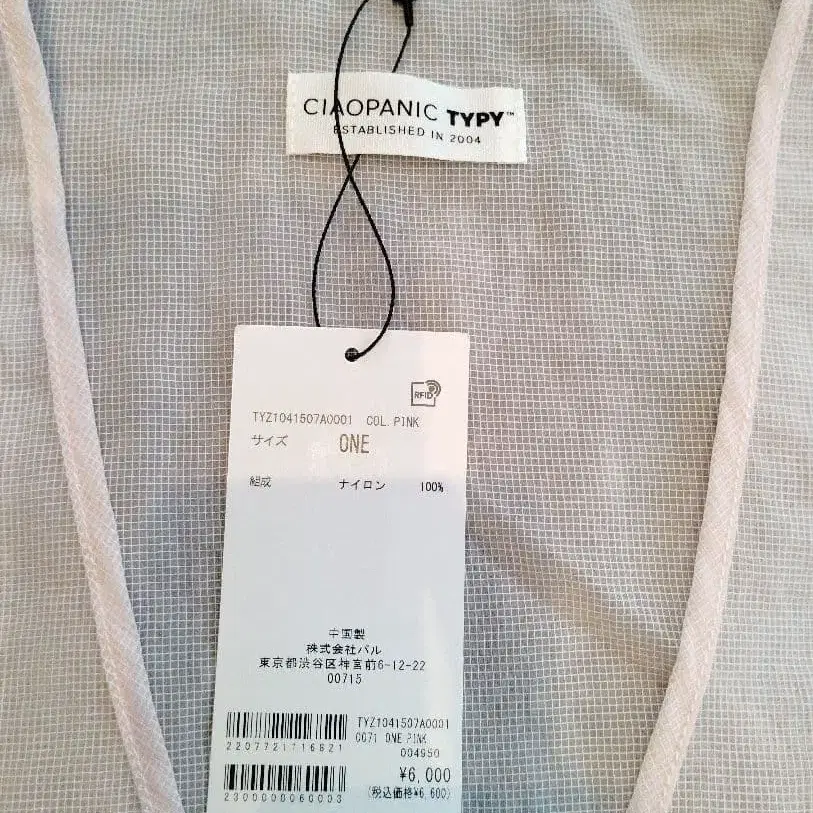 CIAOPANIC TYPY™
ESTABLISHED IN 2004
RFID
TYZ1041507A0001 COL.PINK
サイズ ONE
組成 ナイロン 100%
中国製
株式会社パル
東京都渋谷区神宮前6-12-22
00715
TYZ1041507A0001
2207721716821 0071 ONE PINK
004950
¥6,000
2300000060003 (税込価格¥6,600)